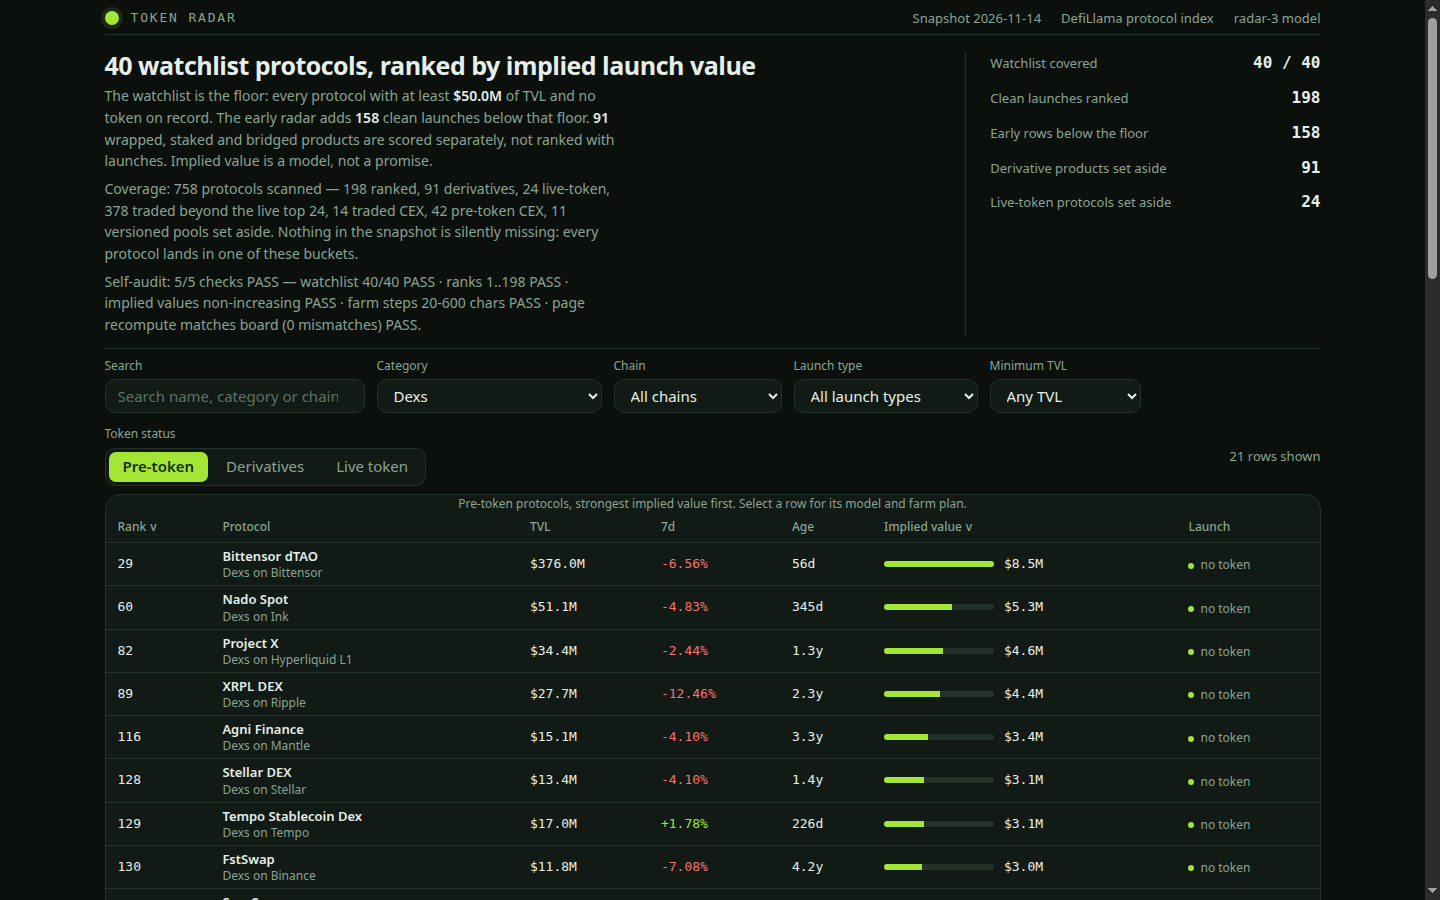 TOKEN RADAR
Snapshot 2026-11-14 DefiLlama protocol index radar-3 model
40 watchlist protocols, ranked by implied launch value
The watchlist is the floor: every protocol with at least $50.0M of TVL and no
token on record. The early radar adds 158 clean launches below that floor. 91
wrapped, staked and bridged products are scored separately, not ranked with
launches. Implied value is a model, not a promise.
Coverage: 758 protocols scanned — 198 ranked, 91 derivatives, 24 live-token,
378 traded beyond the live top 24, 14 traded CEX, 42 pre-token CEX, 11
versioned pools set aside. Nothing in the snapshot is silently missing: every
protocol lands in one of these buckets.
Self-audit: 5/5 checks PASS — watchlist 40/40 PASS · ranks 1..198 PASS ·
implied values non-increasing PASS · farm steps 20-600 chars PASS · page
recompute matches board (0 mismatches) PASS.
Watchlist covered 40 / 40
Clean launches ranked 198
Early rows below the floor 158
Derivative products set aside 91
Live-token protocols set aside 24
Search Category Chain Launch type Minimum TVL
Search name, category or chain Dexs All chains All launch types Any TVL
Token status
Pre-token Derivatives Live token
21 rows shown
Pre-token protocols, strongest implied value first. Select a row for its model and farm plan.
Rank v Protocol TVL 7d Age Implied value v Launch
29 Bittensor dTAO $376.0M -6.56% 56d $8.5M no token
Dexs on Bittensor
60 Nado Spot $51.1M -4.83% 345d $5.3M no token
Dexs on Ink
82 Project X $34.4M -2.44% 1.3y $4.6M no token
Dexs on Hyperliquid L1
89 XRPL DEX $27.7M -12.46% 2.3y $4.4M no token
Dexs on Ripple
116 Agni Finance $15.1M -4.10% 3.3y $3.4M no token
Dexs on Mantle
128 Stellar DEX $13.4M -4.10% 1.4y $3.1M no token
Dexs on Stellar
129 Tempo Stablecoin Dex $17.0M +1.78% 226d $3.1M no token
Dexs on Tempo
130 FstSwap $11.8M -7.08% 4.2y $3.0M no token
Dexs on Binance